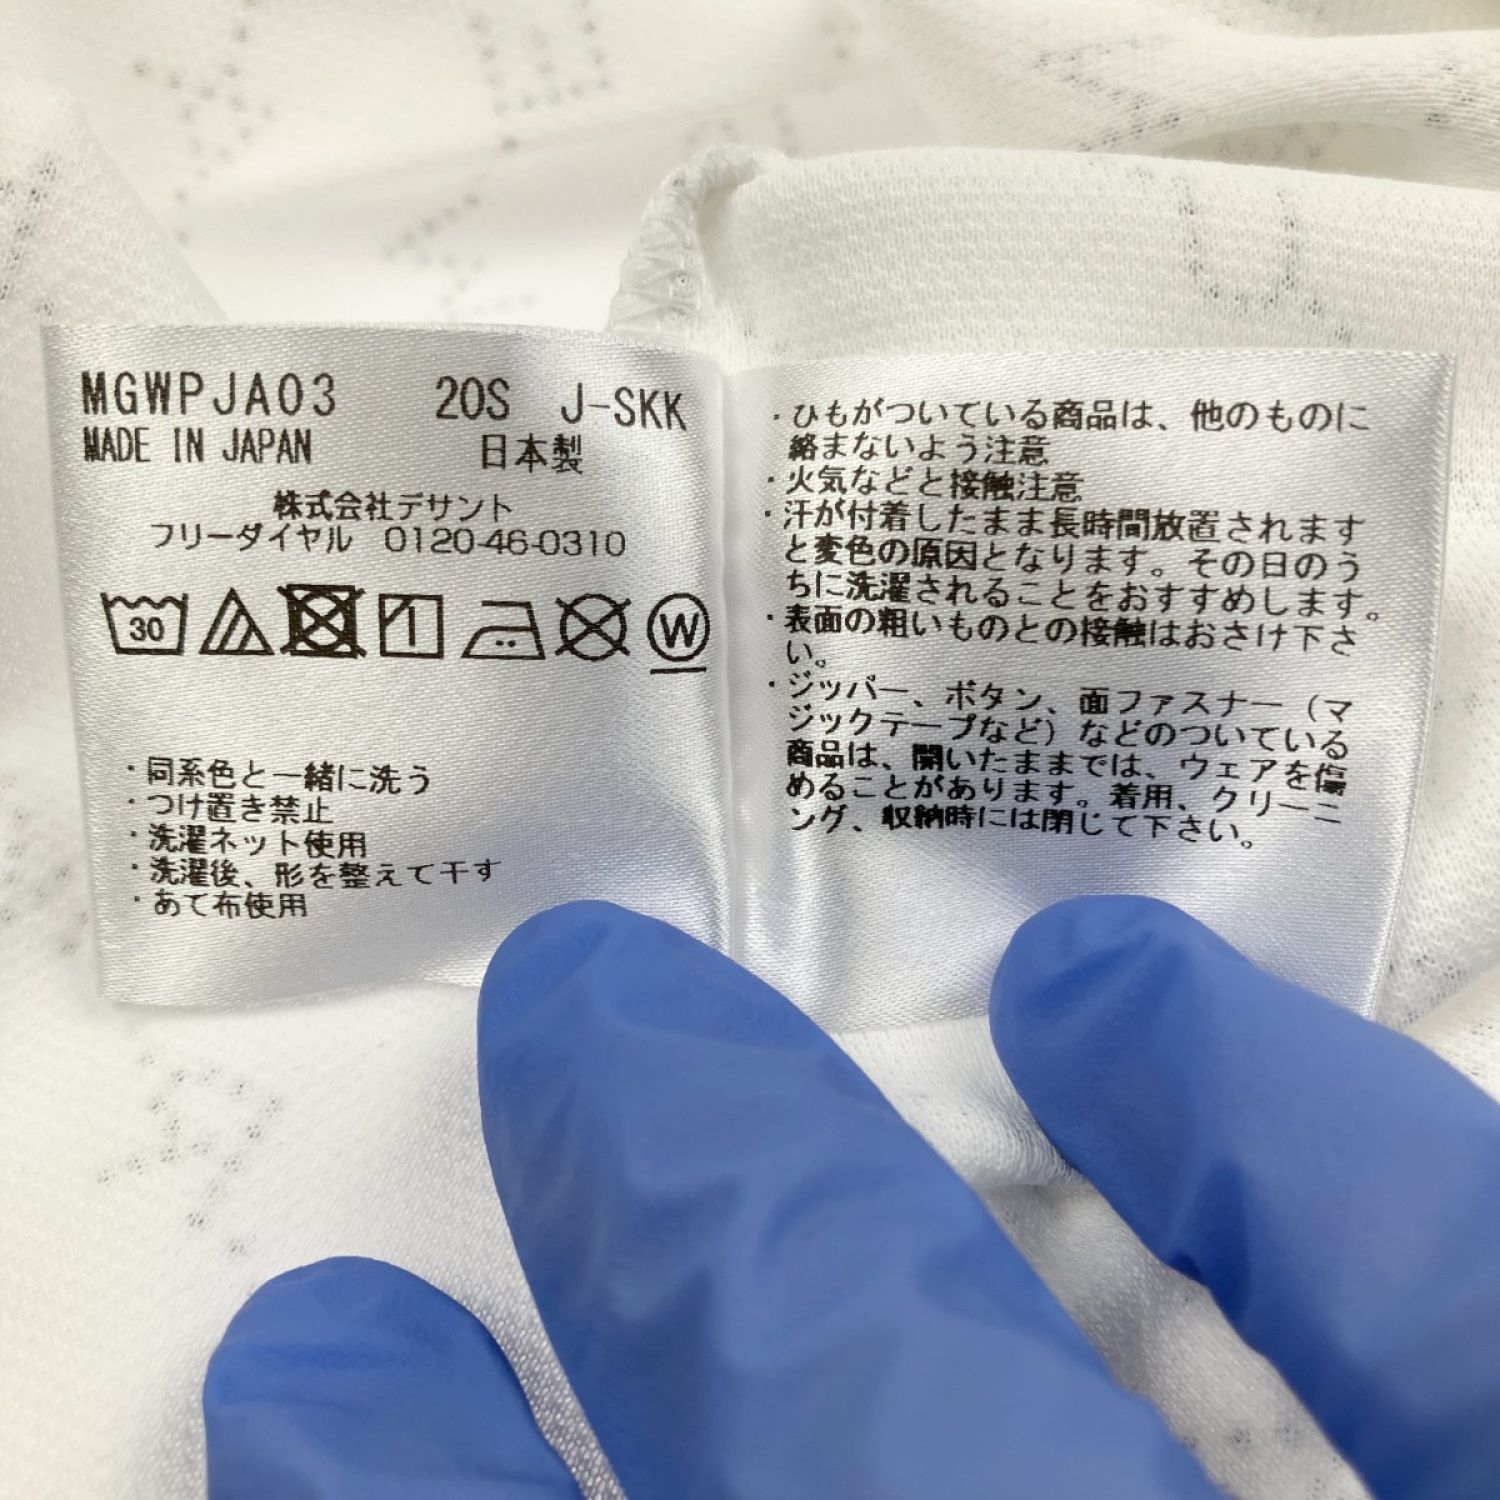 MGWPJA03 20S J-SKK
MADE IN JAPAN 日本製
株式会社デサント
フリーダイヤル 0120-46-0310
30 W
・同系色と一緒に洗う
・つけ置き禁止
・洗濯ネット使用
・洗濯後、形を整えて干す
・あて布使用
・ひもがついている商品は、他のものに
絡まないよう注意
・火気などと接触注意
・汗が付着したまま長時間放置されます
と変色の原因となります。その日のう
ちに洗濯されることをおすすめします。
・表面の粗いものとの接触はおさけ下さ
い。
・ジッパー、ボタン、面ファスナー（マ
ジックテープなど）などのついている
商品は、開いたままでは、ウェアを傷
めることがあります。着用、クリーニ
ング、収納時には閉じて下さい。